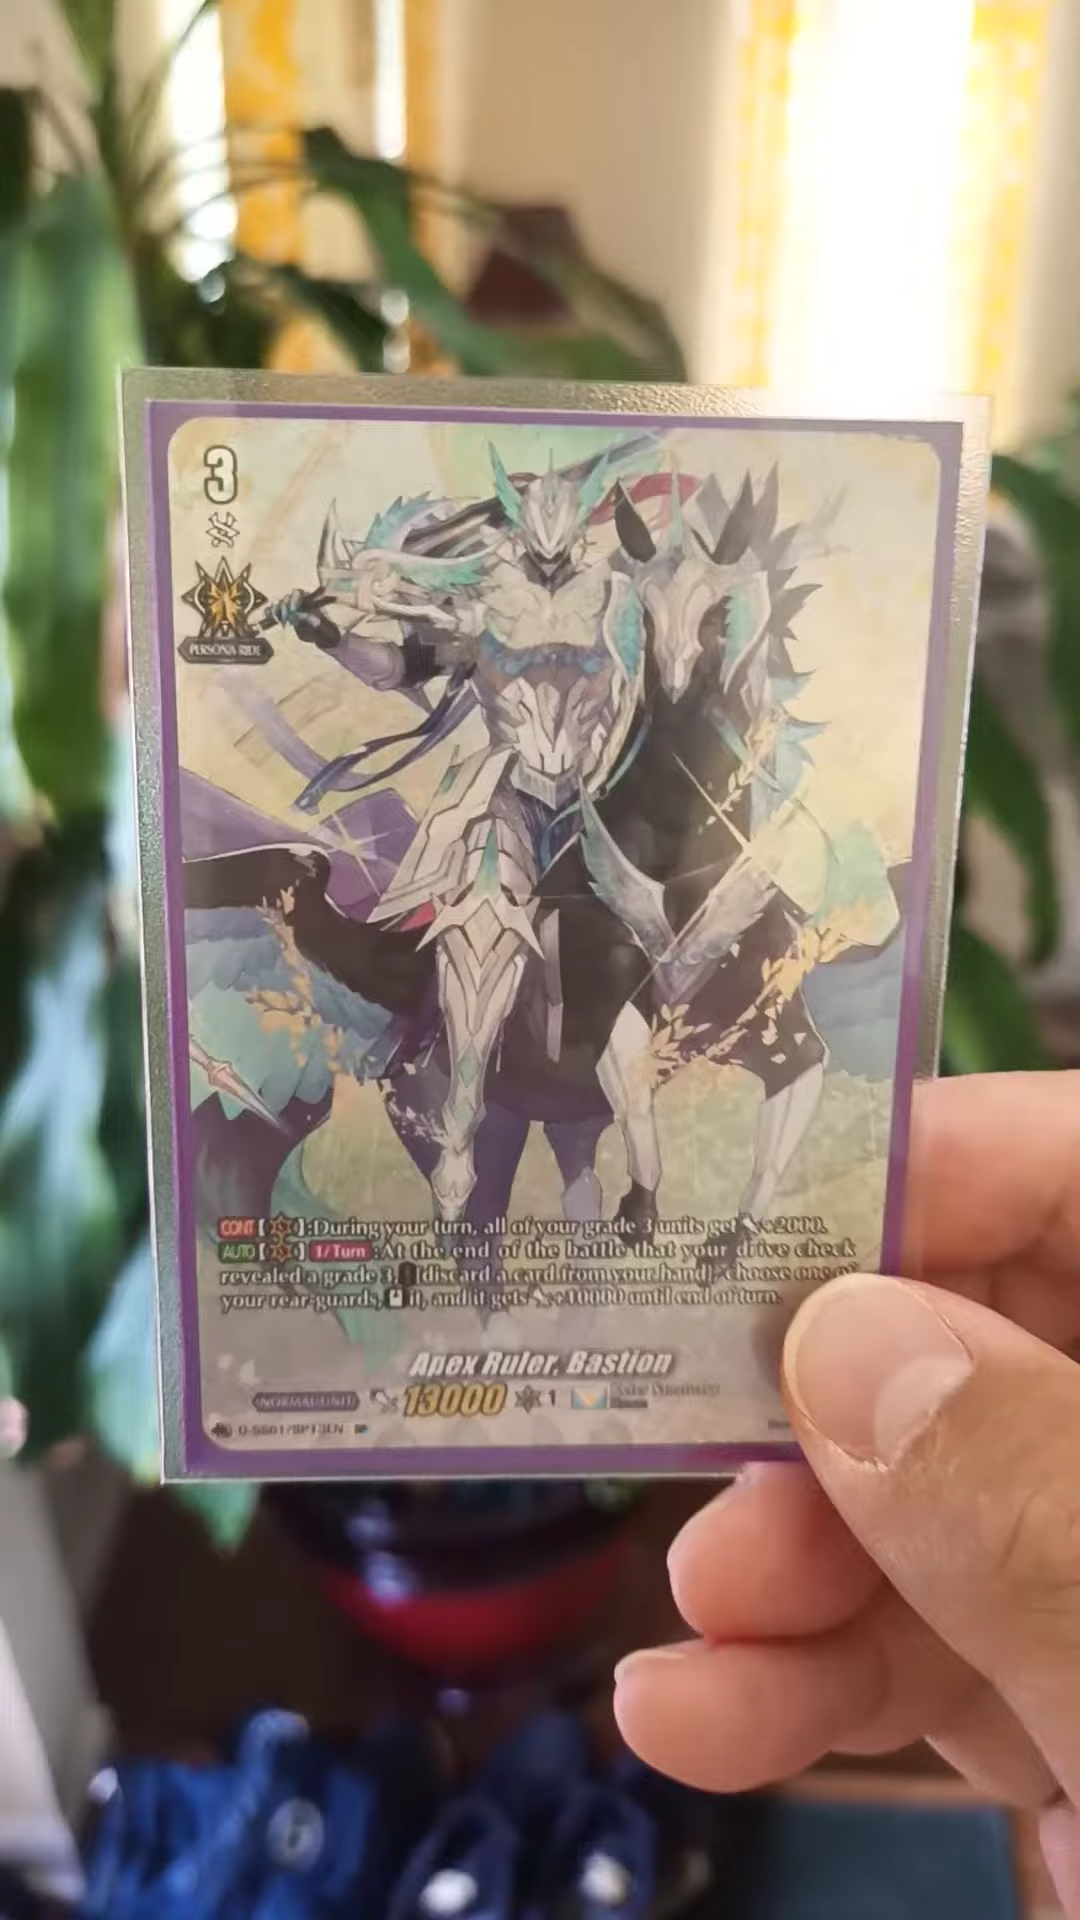 3
PERSONA RIDE
CONT【】:During your turn, all of your grade 3 units get +2000.
AUTO【】1/Turn:At the end of the battle that your drive check
revealed a grade 3, [discard a card from your hand], choose one of
your rear-guards, it, and it gets +10000 until end of turn.
Apex Ruler, Bastion
NORMAL UNIT 13000 1